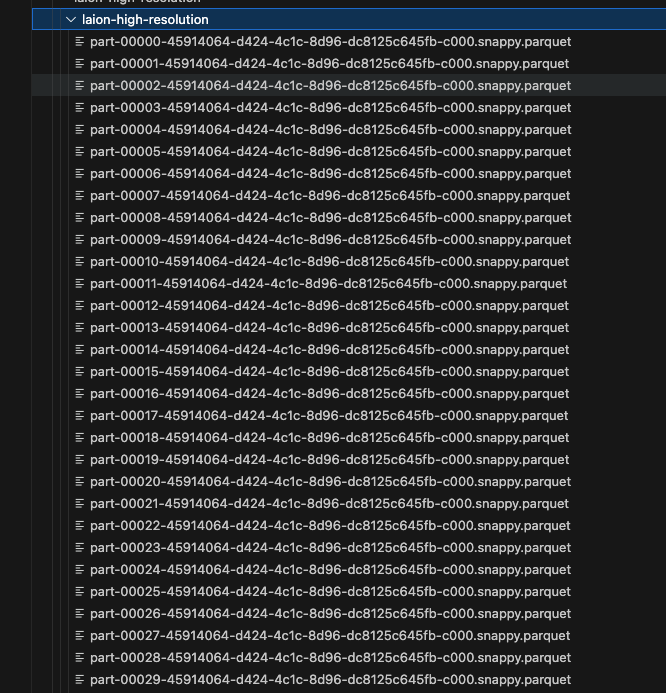 laion-high-resolution
laion-high-resolution
part-00000-45914064-d424-4c1c-8d96-dc8125c645fb-c000.snappy.parquet
part-00001-45914064-d424-4c1c-8d96-dc8125c645fb-c000.snappy.parquet
part-00002-45914064-d424-4c1c-8d96-dc8125c645fb-c000.snappy.parquet
part-00003-45914064-d424-4c1c-8d96-dc8125c645fb-c000.snappy.parquet
part-00004-45914064-d424-4c1c-8d96-dc8125c645fb-c000.snappy.parquet
part-00005-45914064-d424-4c1c-8d96-dc8125c645fb-c000.snappy.parquet
part-00006-45914064-d424-4c1c-8d96-dc8125c645fb-c000.snappy.parquet
part-00007-45914064-d424-4c1c-8d96-dc8125c645fb-c000.snappy.parquet
part-00008-45914064-d424-4c1c-8d96-dc8125c645fb-c000.snappy.parquet
part-00009-45914064-d424-4c1c-8d96-dc8125c645fb-c000.snappy.parquet
part-00010-45914064-d424-4c1c-8d96-dc8125c645fb-c000.snappy.parquet
part-00011-45914064-d424-4c1c-8d96-dc8125c645fb-c000.snappy.parquet
part-00012-45914064-d424-4c1c-8d96-dc8125c645fb-c000.snappy.parquet
part-00013-45914064-d424-4c1c-8d96-dc8125c645fb-c000.snappy.parquet
part-00014-45914064-d424-4c1c-8d96-dc8125c645fb-c000.snappy.parquet
part-00015-45914064-d424-4c1c-8d96-dc8125c645fb-c000.snappy.parquet
part-00016-45914064-d424-4c1c-8d96-dc8125c645fb-c000.snappy.parquet
part-00017-45914064-d424-4c1c-8d96-dc8125c645fb-c000.snappy.parquet
part-00018-45914064-d424-4c1c-8d96-dc8125c645fb-c000.snappy.parquet
part-00019-45914064-d424-4c1c-8d96-dc8125c645fb-c000.snappy.parquet
part-00020-45914064-d424-4c1c-8d96-dc8125c645fb-c000.snappy.parquet
part-00021-45914064-d424-4c1c-8d96-dc8125c645fb-c000.snappy.parquet
part-00022-45914064-d424-4c1c-8d96-dc8125c645fb-c000.snappy.parquet
part-00023-45914064-d424-4c1c-8d96-dc8125c645fb-c000.snappy.parquet
part-00024-45914064-d424-4c1c-8d96-dc8125c645fb-c000.snappy.parquet
part-00025-45914064-d424-4c1c-8d96-dc8125c645fb-c000.snappy.parquet
part-00026-45914064-d424-4c1c-8d96-dc8125c645fb-c000.snappy.parquet
part-00027-45914064-d424-4c1c-8d96-dc8125c645fb-c000.snappy.parquet
part-00028-45914064-d424-4c1c-8d96-dc8125c645fb-c000.snappy.parquet
part-00029-45914064-d424-4c1c-8d96-dc8125c645fb-c000.snappy.parquet